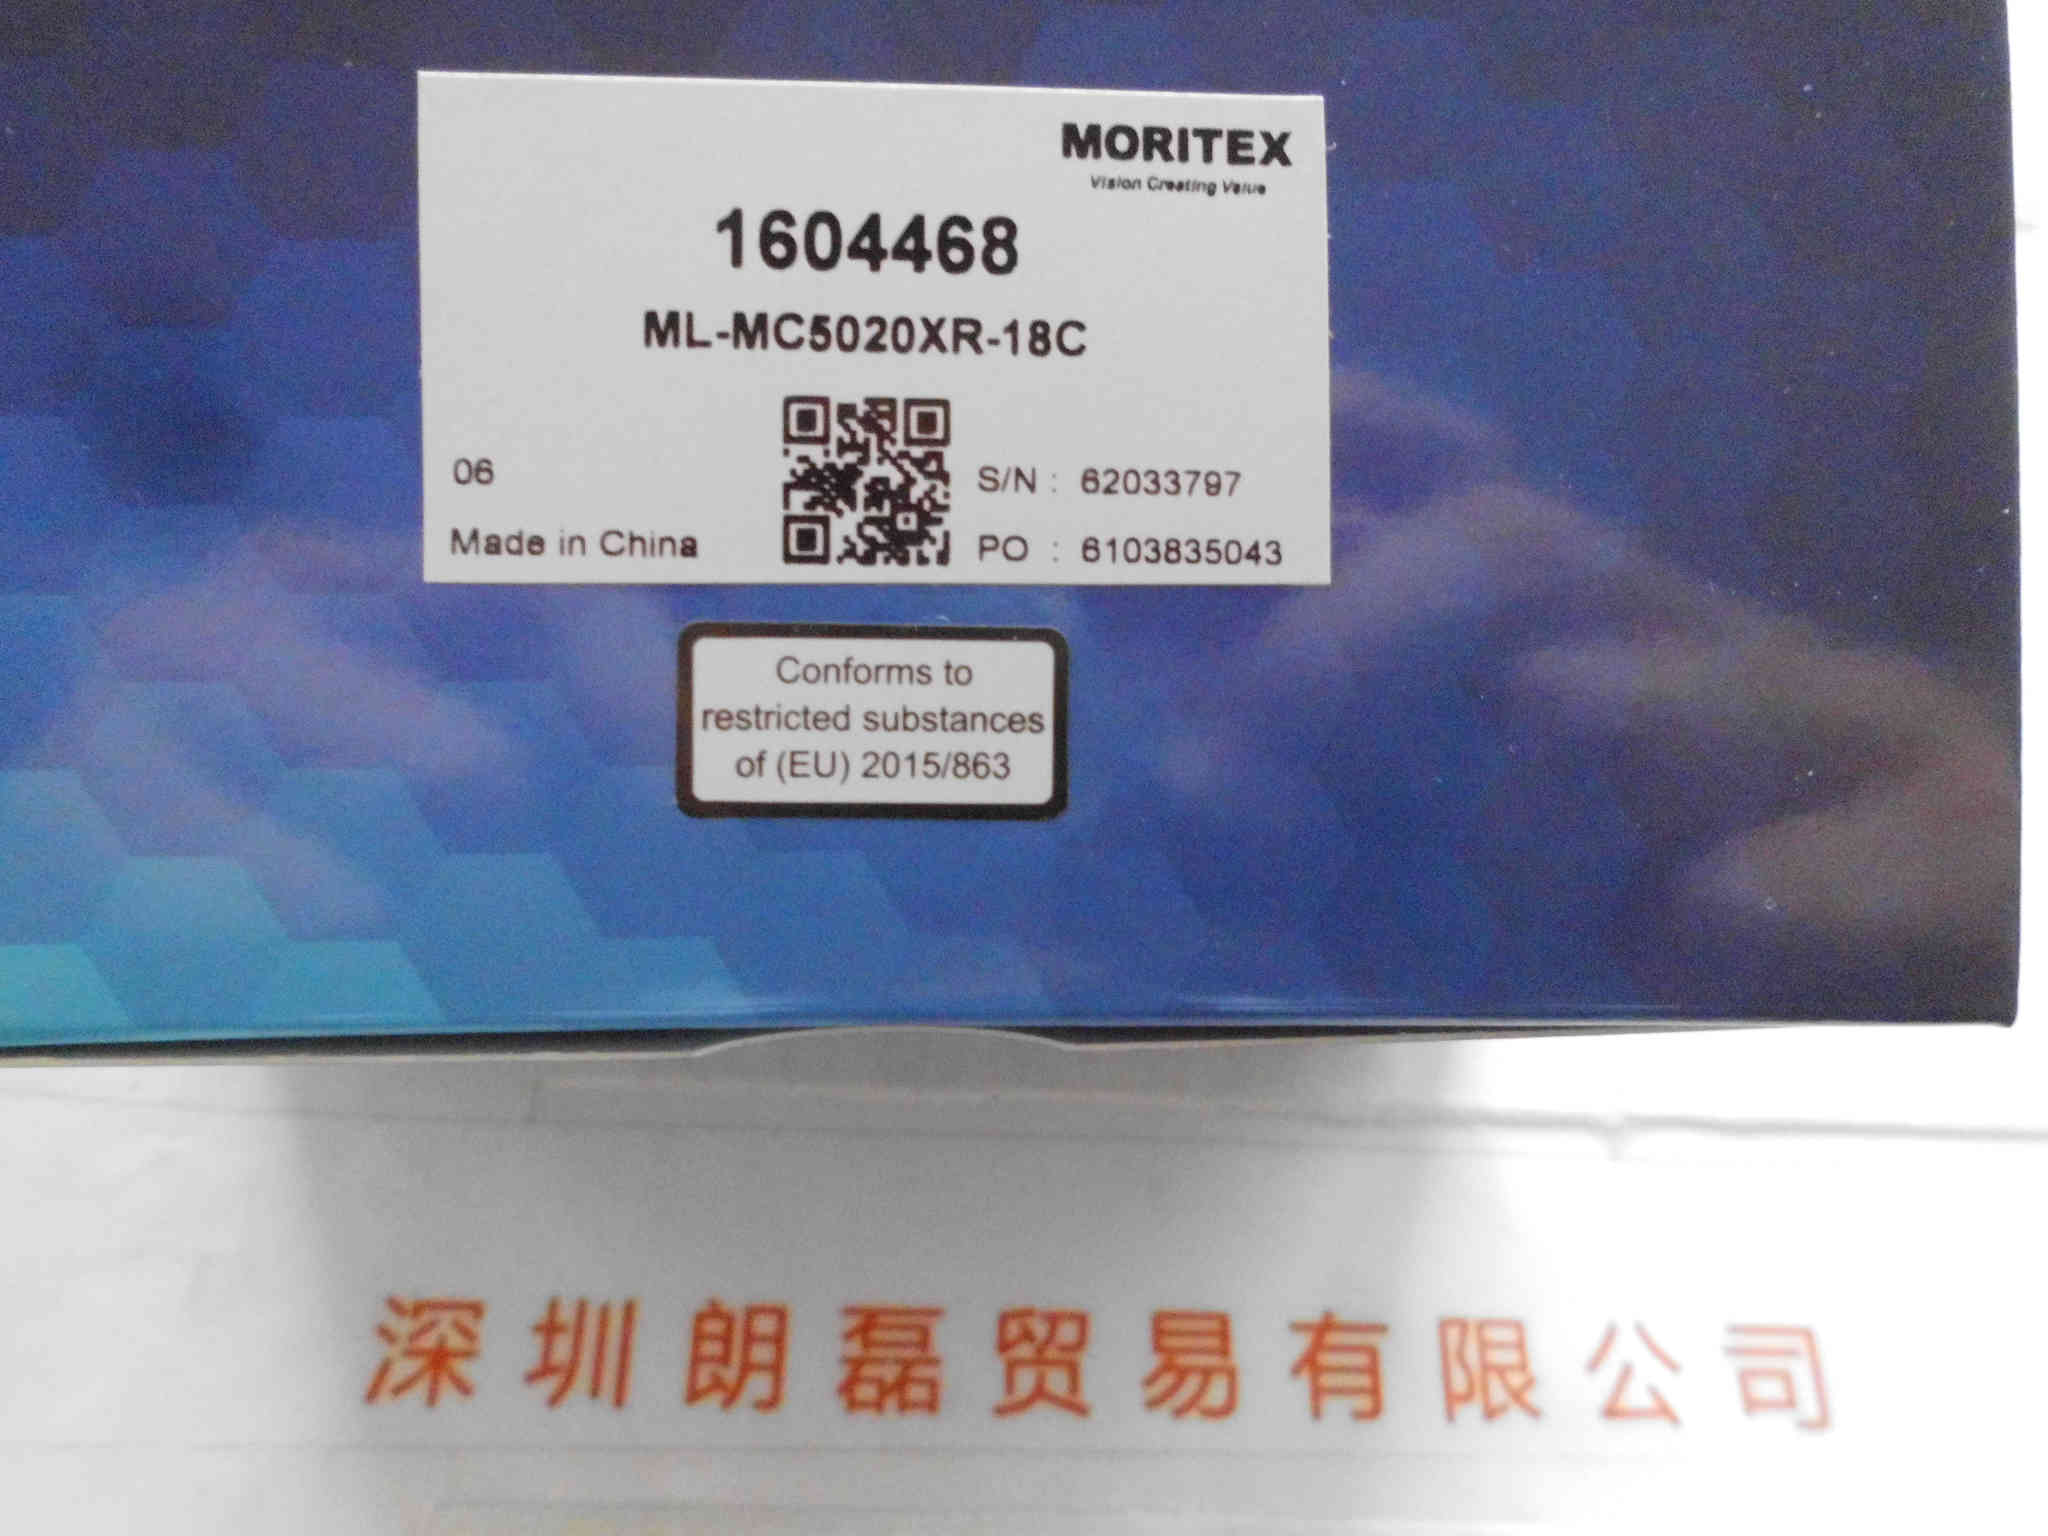 MORITEX
Vision Creating Value
1604468
ML-MC5020XR-18C
06
S/N : 62033797
Made in China
PO : 6103835043
Conforms to
restricted substances
of (EU) 2015/863
深圳朗磊贸易有限公司